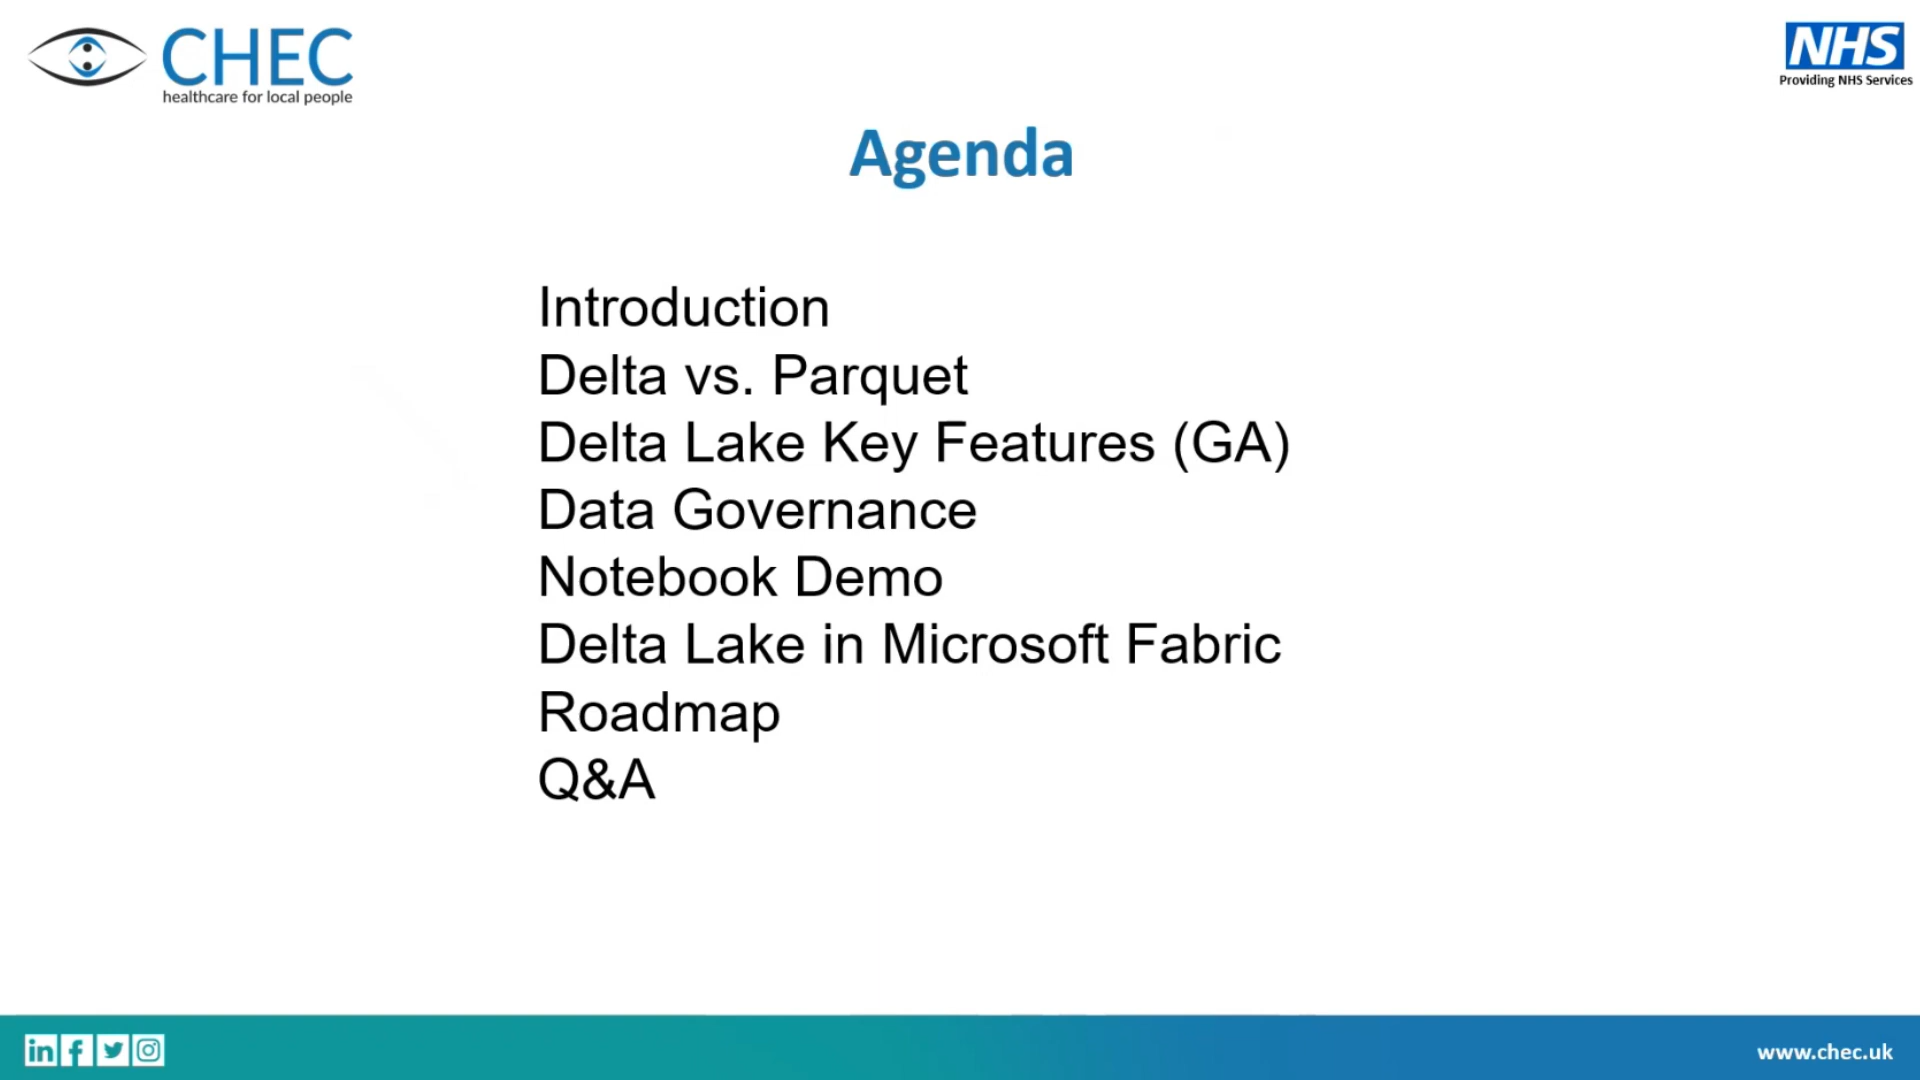 CHEC
healthcare for local people
NHS
Providing NHS Services
Agenda
Introduction
Delta vs. Parquet
Delta Lake Key Features (GA)
Data Governance
Notebook Demo
Delta Lake in Microsoft Fabric
Roadmap
Q&A
in f
www.chec.uk